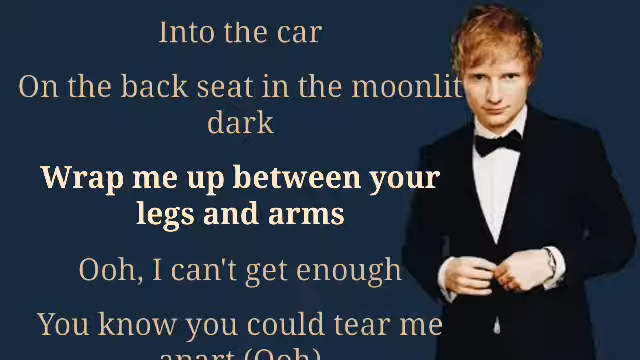 Into the car
On the back seat in the moonlit
dark
Wrap me up between your
legs and arms
Ooh, I can't get enough
You know you could tear me
apart (Ooh)